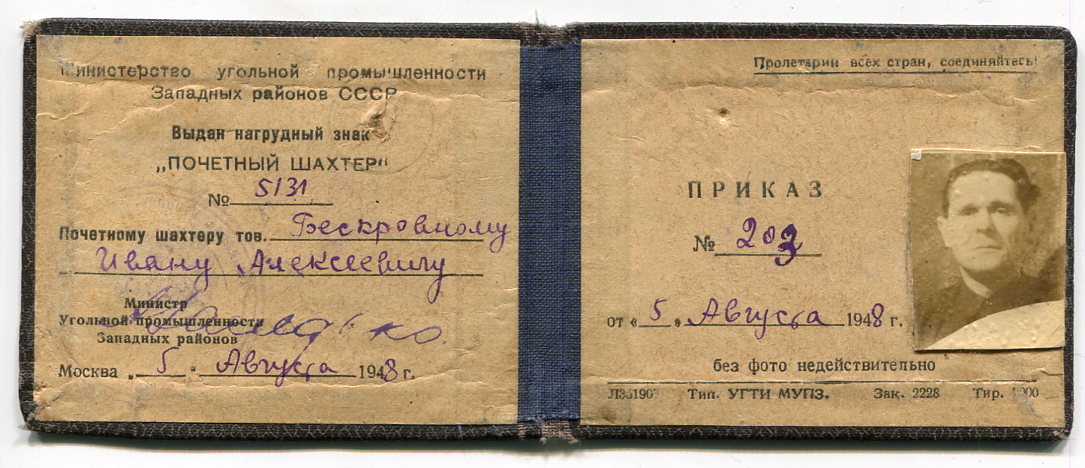 Министерство угольной промышленности
Западных районов СССР
Выдан нагрудный знак
„ПОЧЕТНЫЙ ШАХТЕР“
№ 5131
Почетному шахтеру тов. Бескровному
Ивану Алексеевичу
Министр
Угольной промышленности
Западных районов
Москва „5“ Августа 1948 г.
Пролетарии всех стран, соединяйтесь!
ПРИКАЗ
№ 203
от « 5 » Августа 1948 г.
без фото недействительно
Тип. УГТИ МУПЗ. Зак. 2228 Тир.